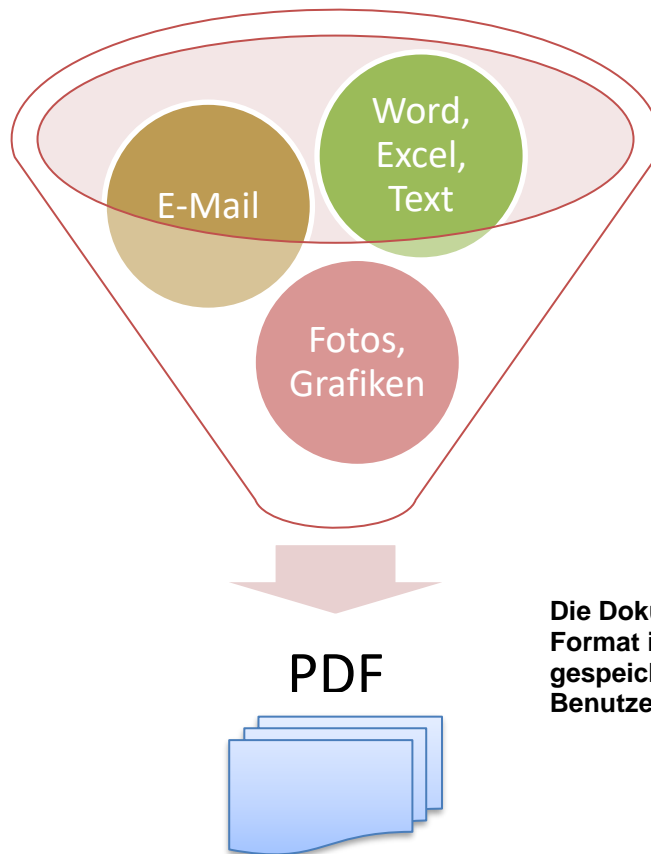 Word,
Excel,
Text
E-Mail
Fotos,
Grafiken
PDF
Die
Format